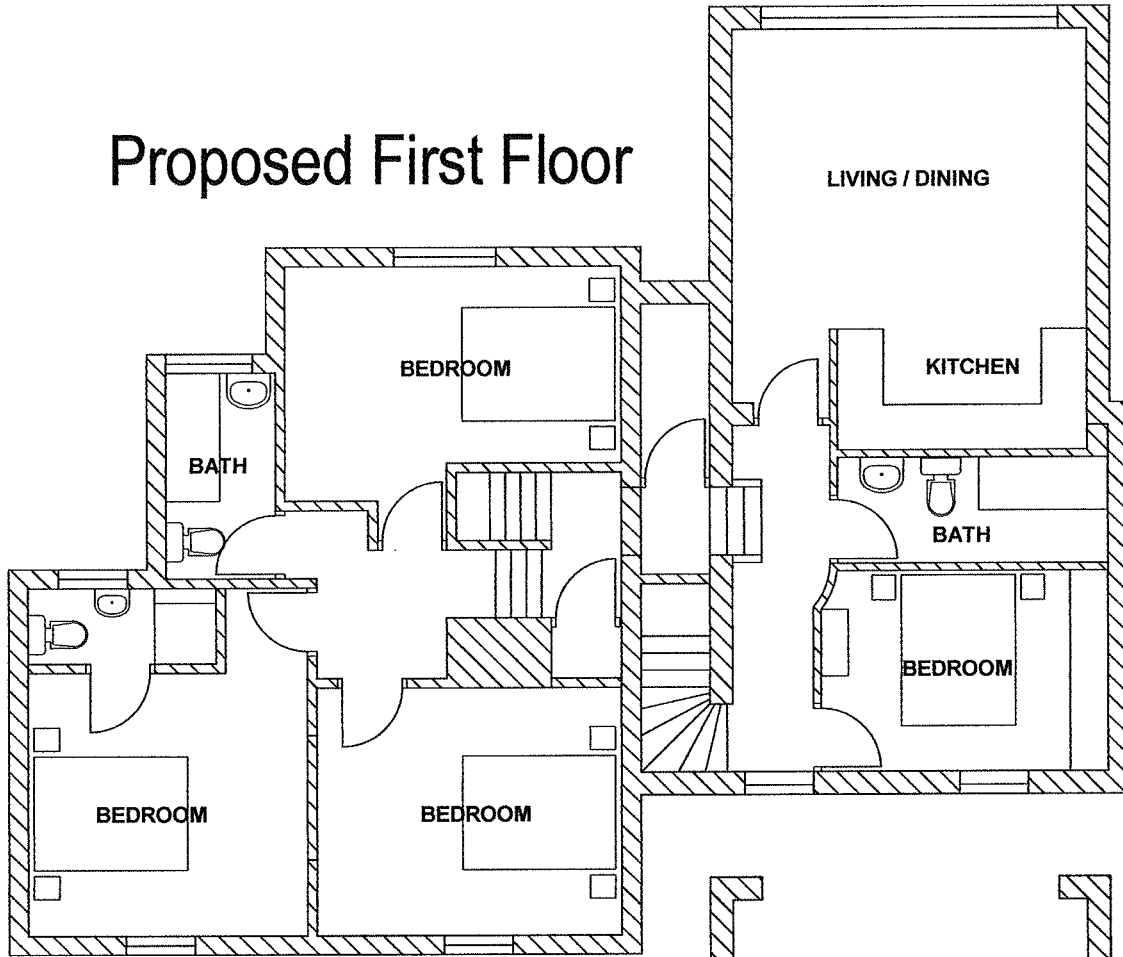 Proposed First Floor
LIVING / DINING
BEDROOM
KITCHEN
BATH
BATH
BEDROOM
BEDROOM
BEDROOM